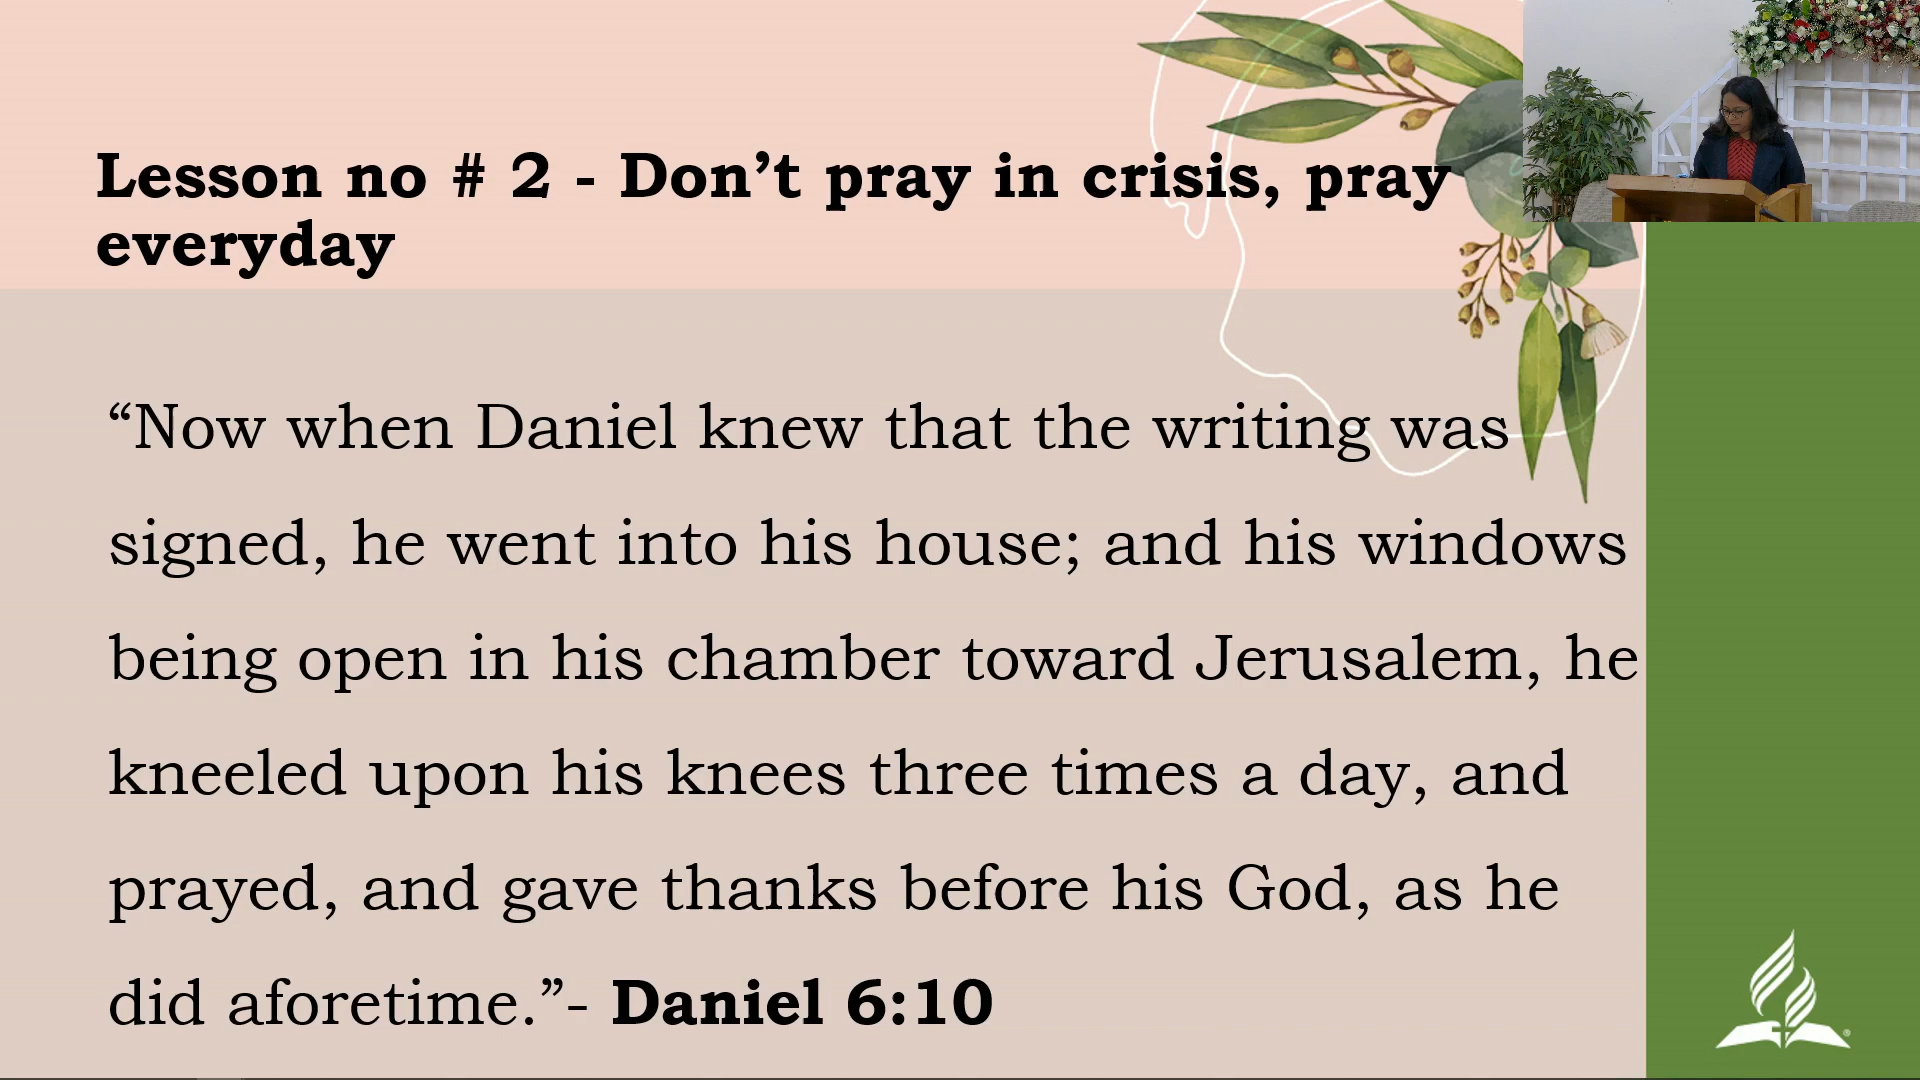 Lesson no # 2 - Don’t pray in crisis, pray
everyday
“Now when Daniel knew that the writing was
signed, he went into his house; and his windows
being open in his chamber toward Jerusalem, he
kneeled upon his knees three times a day, and
prayed, and gave thanks before his God, as he
did aforetime.”- Daniel 6:10